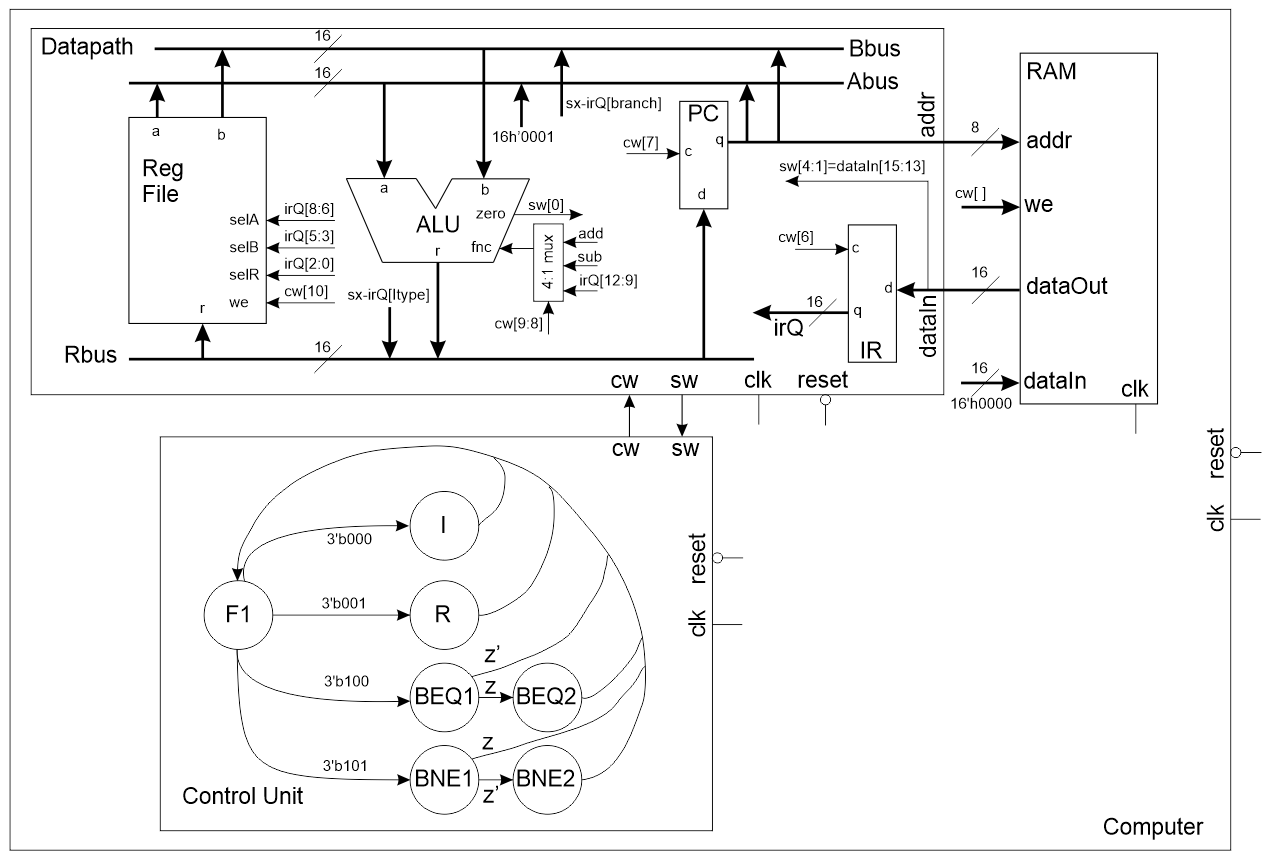 Datapath
16
Bbus
16
Abus
sx-irQ[branch]
16h'0001
a
b
Reg
File
selA
irQ[8:6]
selB
irQ[5:3]
selR
irQ[2:0]
we
cw[10]
r
a
b
ALU
zero
sw[0]
fnc
r
4:1 mux
add
sub
irQ[12:9]
cw[9:8]
sx-irQ[Itype]
Rbus
16
PC
cw[7]
c
q
d
addr
8
sw[4:1]=dataIn[15:13]
cw[6]
c
d
q
IR
16
irQ
dataIn
16
RAM
addr
cw[ ]
we
dataOut
16
dataIn
16'h0000
clk
cw
sw
clk
reset
cw
sw
I
3'b000
F1
3'b001
R
3'b100
BEQ1
z'
z
BEQ2
3'b101
BNE1
z
z'
BNE2
Control Unit
reset
clk
reset
clk
Computer